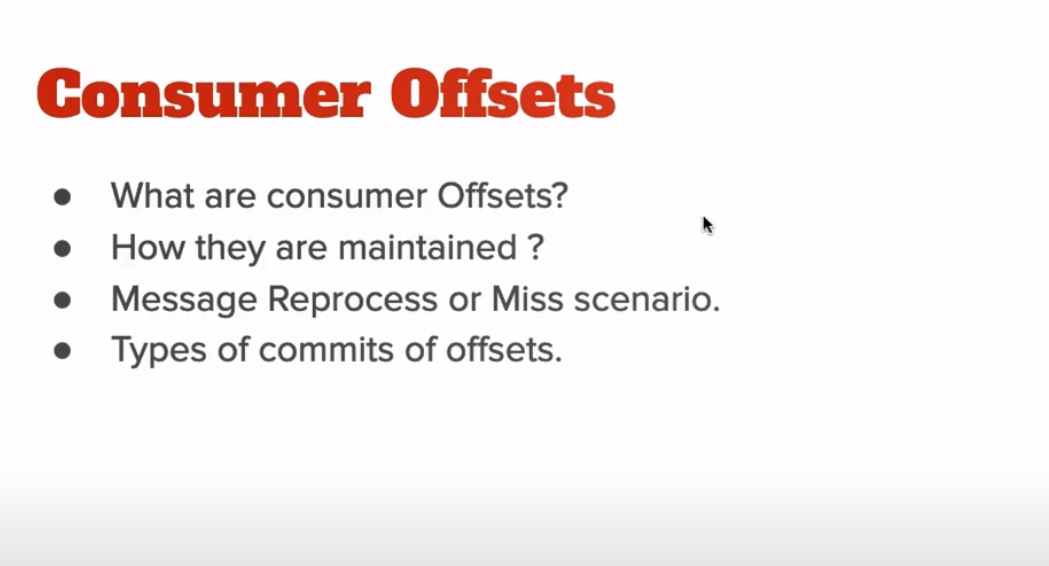 Consumer Offsets
● What are consumer Offsets?
● How they are maintained ?
● Message Reprocess or Miss scenario.
● Types of commits of offsets.